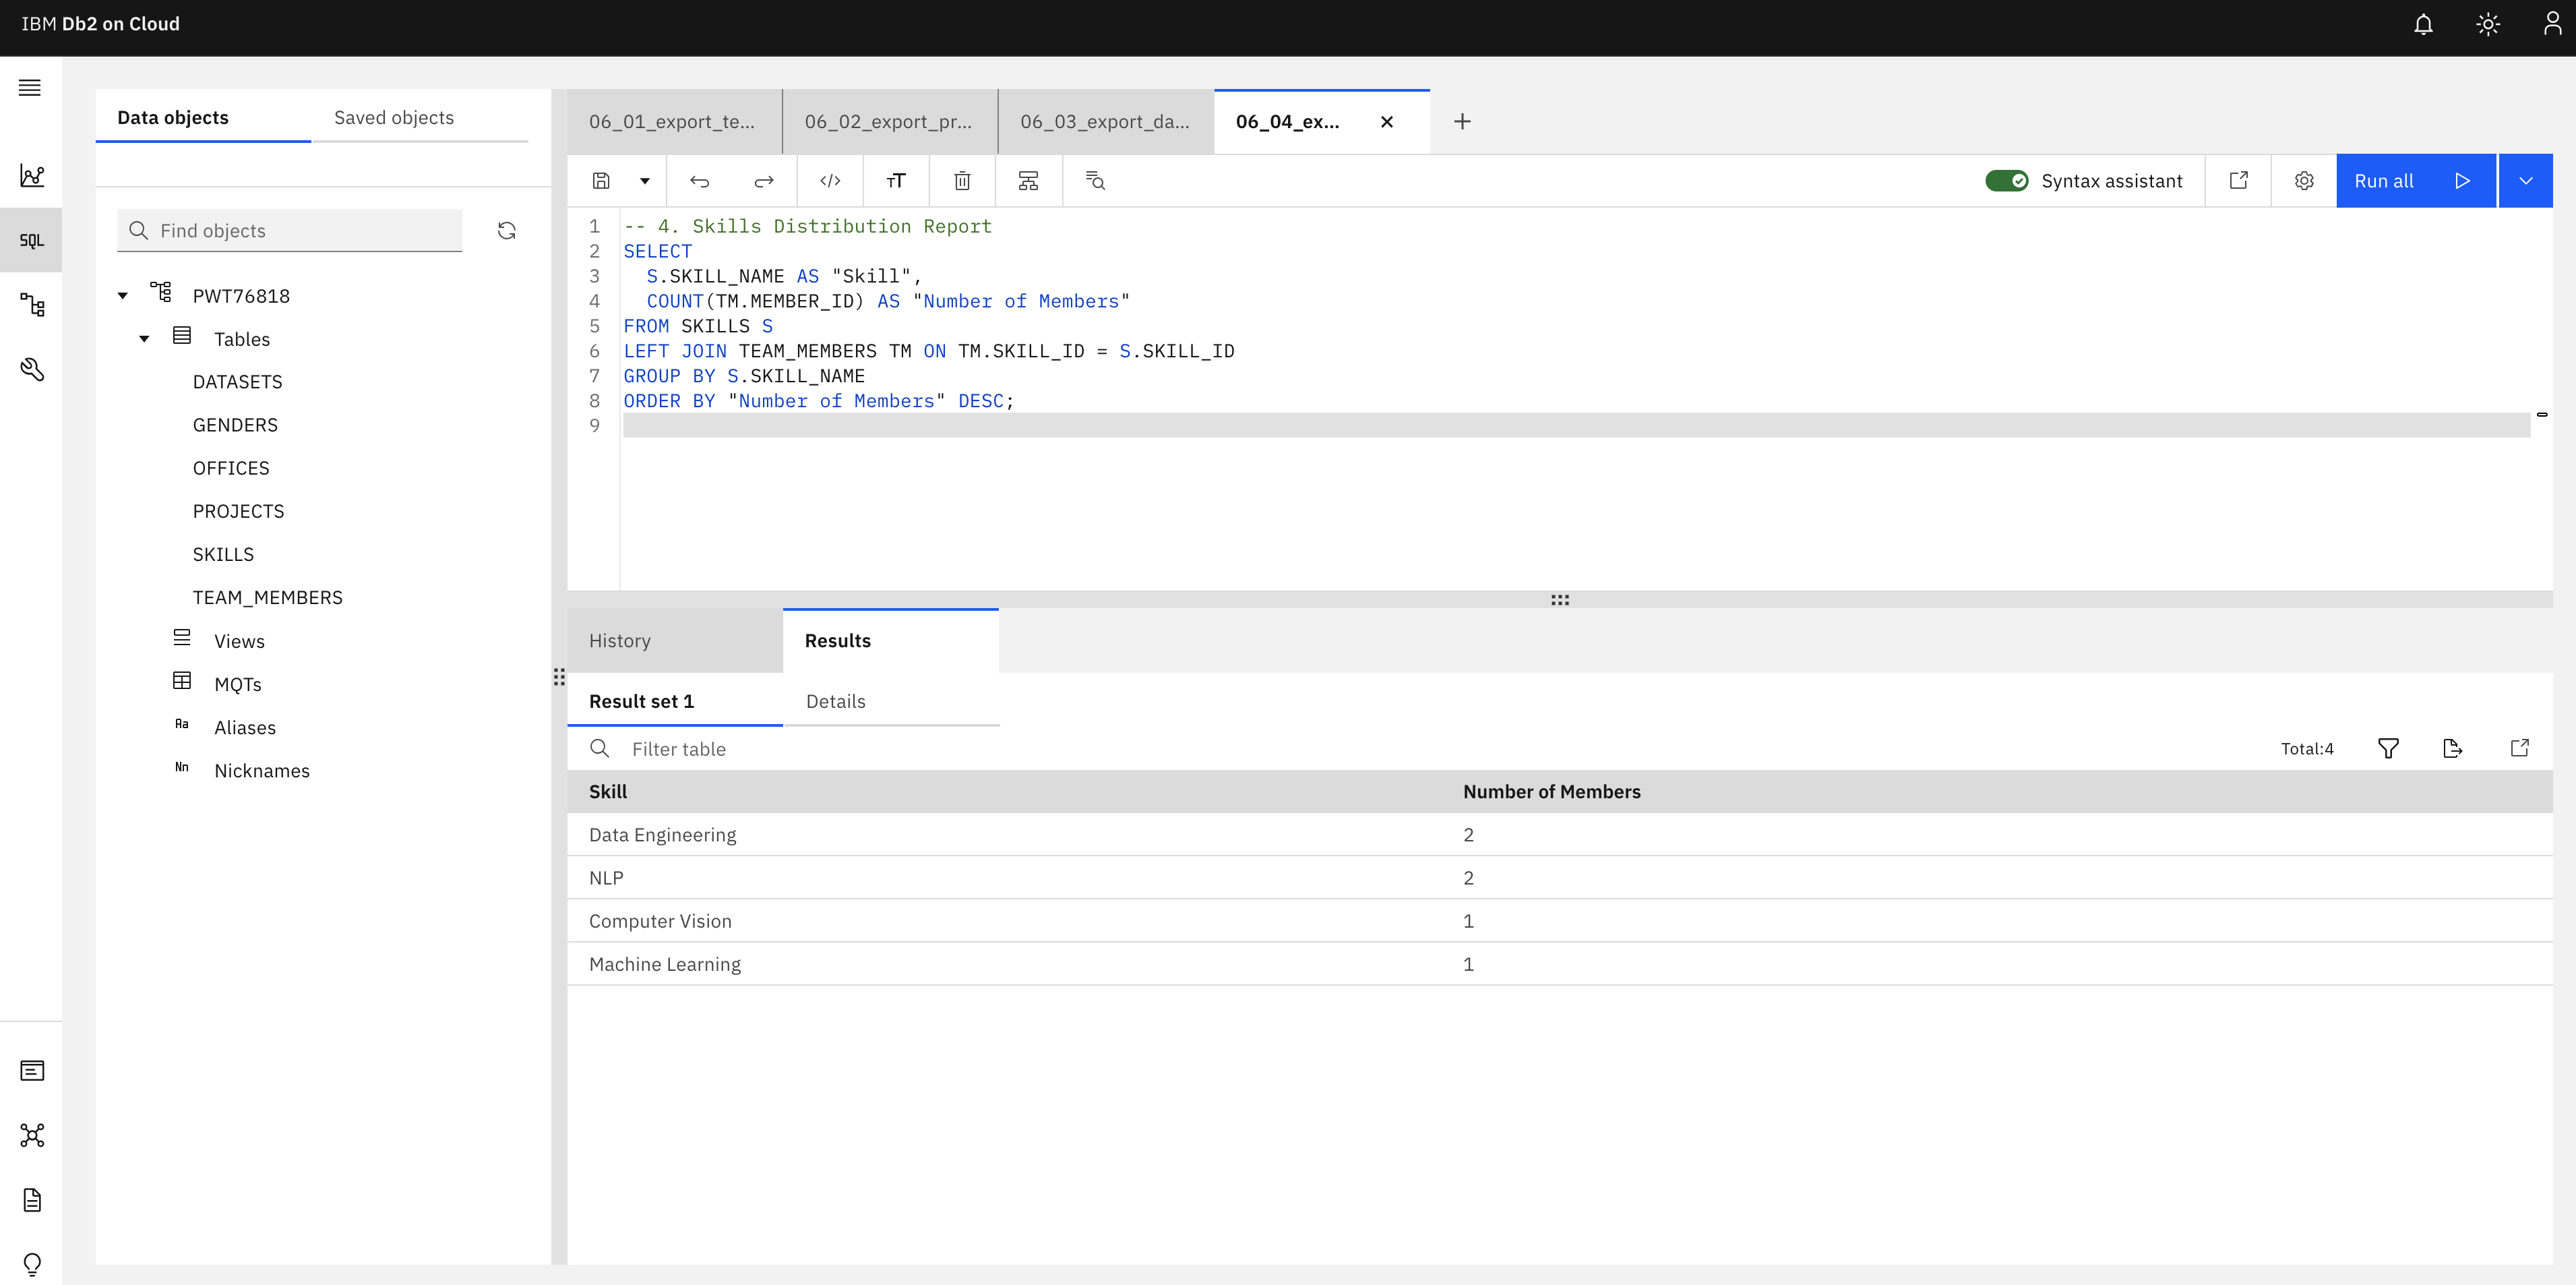 IBM Db2 on Cloud
Data objects
Saved objects
Find objects
SQL
PWT76818
Tables
DATASETS
GENDERS
OFFICES
PROJECTS
SKILLS
TEAM_MEMBERS
Views
MQTs
Aa Aliases
Nn Nicknames
06_01_export_te...
06_02_export_pr...
06_03_export_da...
06_04_ex...
Syntax assistant
Run all
1 -- 4. Skills Distribution Report
2 SELECT
3 S.SKILL_NAME AS "Skill",
4 COUNT(TM.MEMBER_ID) AS "Number of Members"
5 FROM SKILLS S
6 LEFT JOIN TEAM_MEMBERS TM ON TM.SKILL_ID = S.SKILL_ID
7 GROUP BY S.SKILL_NAME
8 ORDER BY "Number of Members" DESC;
9
History
Results
Result set 1
Details
Filter table
Total:4
Skill Number of Members
Data Engineering 2
NLP 2
Computer Vision 1
Machine Learning 1